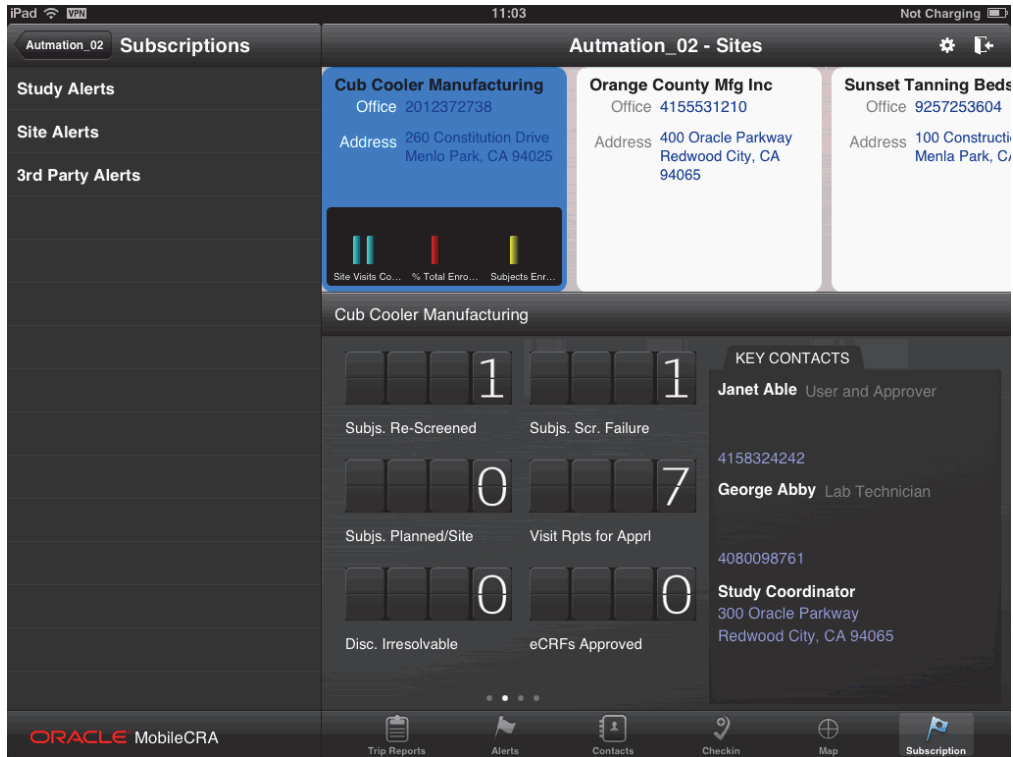 iPad VPN 11:03 Not Charging
Autmation_02 Subscriptions
Autmation_02 - Sites
Study Alerts
Site Alerts
3rd Party Alerts
Cub Cooler Manufacturing
Office 2012372738
Address 260 Constitution Drive
Menlo Park, CA 94025
Site Visits Co... % Total Enro... Subjects Enr...
Orange County Mfg Inc
Office 4155531210
Address 400 Oracle Parkway
Redwood City, CA
94065
Sunset Tanning Beds
Office 9257253604
Address 100 Constructi
Menla Park, CA
Cub Cooler Manufacturing
1 1
Subjs. Re-Screened Subjs. Scr. Failure
0 7
Subjs. Planned/Site Visit Rpts for Apprl
0 0
Disc. Irresolvable eCRFs Approved
KEY CONTACTS
Janet Able User and Approver
4158324242
George Abby Lab Technician
4080098761
Study Coordinator
300 Oracle Parkway
Redwood City, CA 94065
ORACLE MobileCRA
Trip Reports Alerts Contacts Checkin Map Subscription